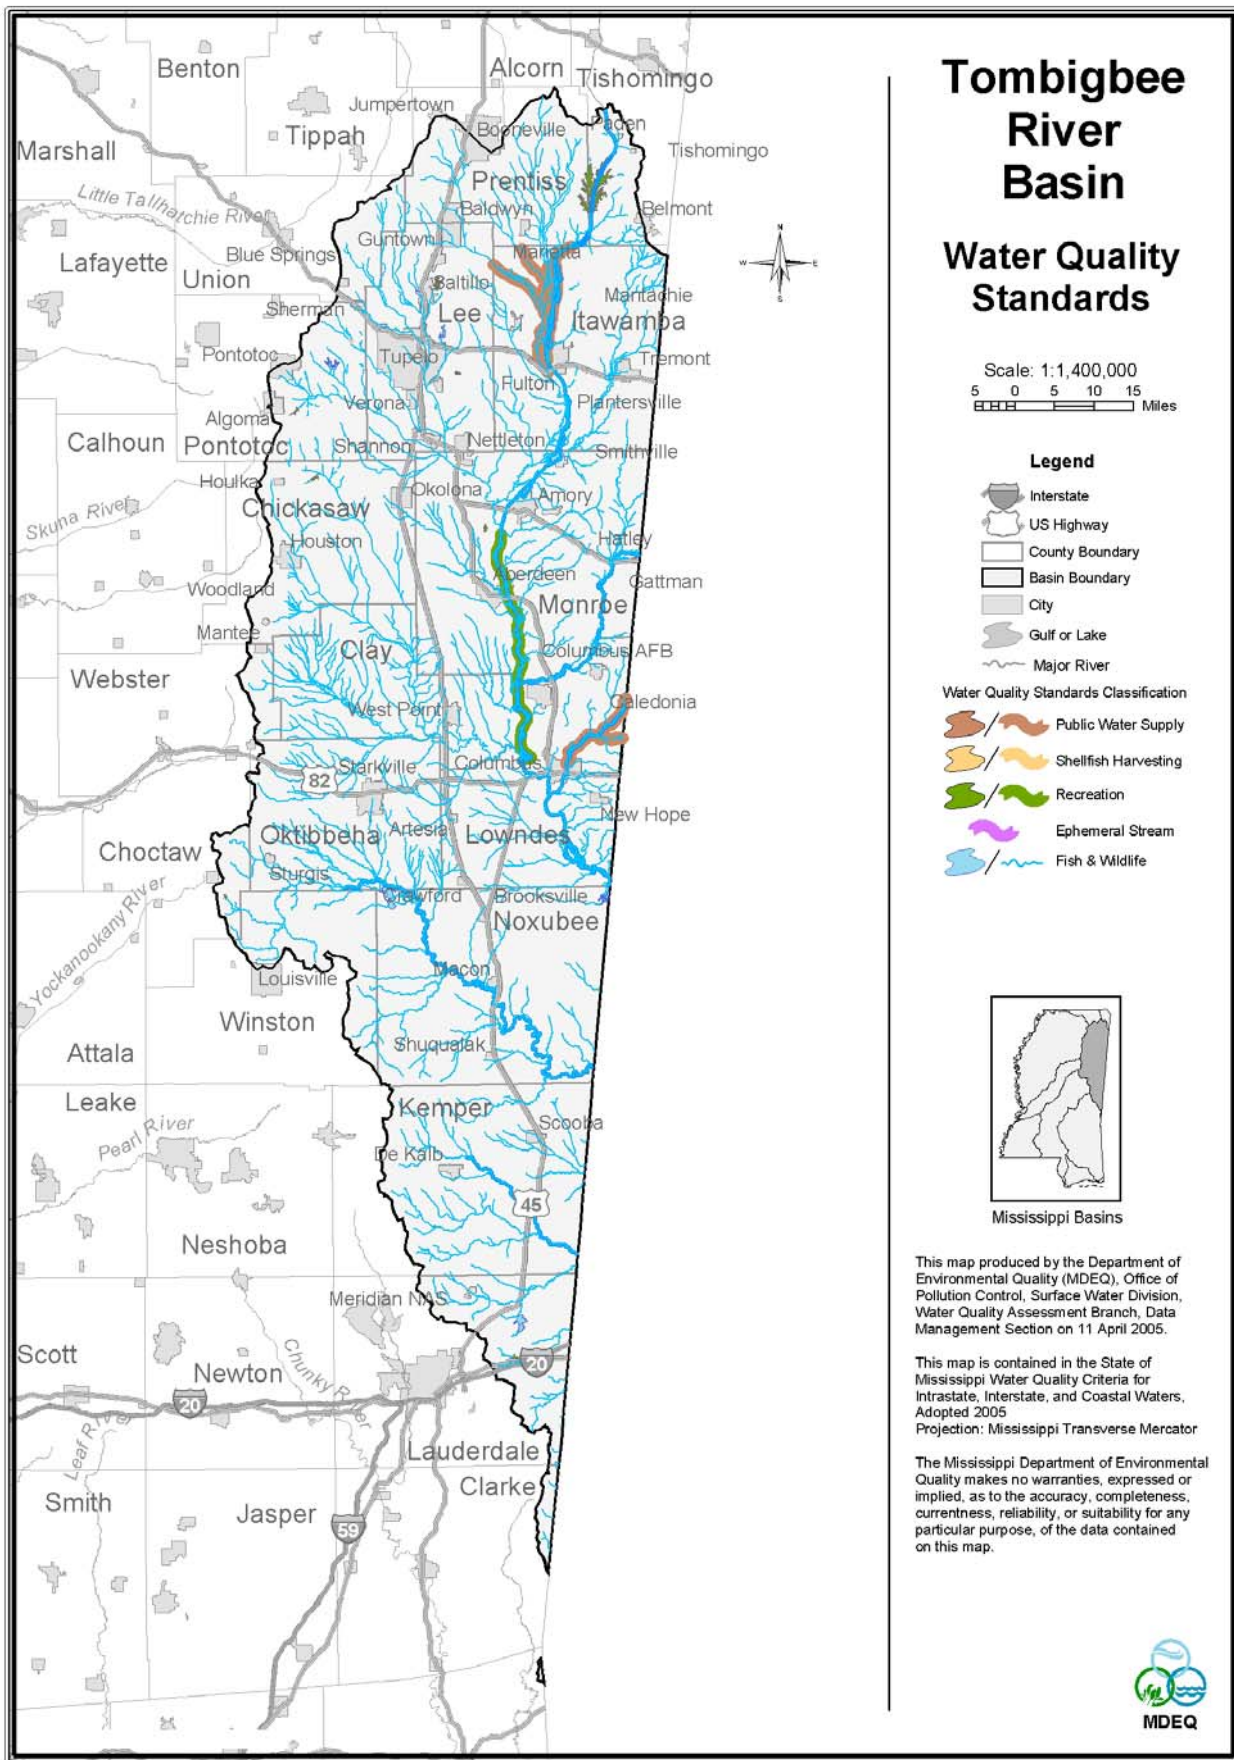 Tombigbee
River
Basin
Water Quality
Standards
Scale: 1:1,400,000
5 0 5 10 15
Miles
Legend
Interstate
US Highway
County Boundary
Basin Boundary
City
Gulf or Lake
Major River
Water Quality Standards Classification
Public Water Supply
Shellfish Harvesting
Recreation
Ephemeral Stream
Fish & Wildlife
Mississippi Basins
This map produced by the Department of
Environmental Quality (MDEQ), Office of
Pollution Control, Surface Water Division,
Water Quality Assessment Branch, Data
Management Section on 11 April 2005.
This map is contained in the State of
Mississippi Water Quality Criteria for
Intrastate, Interstate, and Coastal Waters,
Adopted 2005
Projection: Mississippi Transverse Mercator
The Mississippi Department of Environmental
Quality makes no warranties, expressed or
implied, as to the accuracy, completeness,
currentness, reliability, or suitability for any
particular purpose, of the data contained
on this map.
MDEQ
N
W E
S
Benton
Alcorn
Tishomingo
Jumpertown
Booneville
Paden
Tippah
Marshall
Tishomingo
Prentiss
Little Tallhatchie River
Baldwyn
Belmont
Guntown
Marietta
Blue Springs
Lafayette
Union
Saltillo
Mantachie
Sherman
Lee
Itawamba
Pontotoc
Tupelo
Tremont
Fulton
Verona
Plantersville
Algoma
Calhoun
Pontotoc
Shannon
Nettleton
Smithville
Houlka
Okolona
Amory
Chickasaw
Skuna River
Houston
Hatley
Aberdeen
Gattman
Woodland
Monroe
Mantee
Clay
Columbus AFB
Webster
West Point
Caledonia
Columbus
Starkville
82
New Hope
Oktibbeha
Artesia
Lowndes
Choctaw
Sturgis
Crawford
Brooksville
Yockanookany River
Noxubee
Macon
Louisville
Winston
Attala
Shuqualak
Leake
Kemper
Scooba
Pearl River
De Kalb
45
Neshoba
Meridian NAS
Scott
Newton
Chunky River
20
20
Leaf River
Lauderdale
Clarke
Smith
Jasper
59